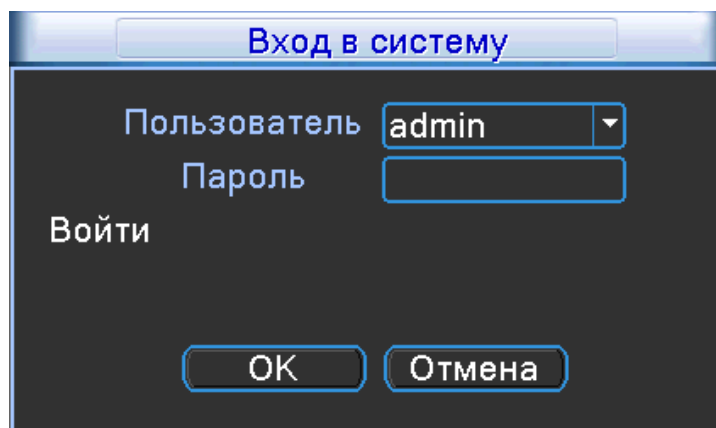 Вход в систему
Пользователь admin
Пароль
Войти
OK Отмена